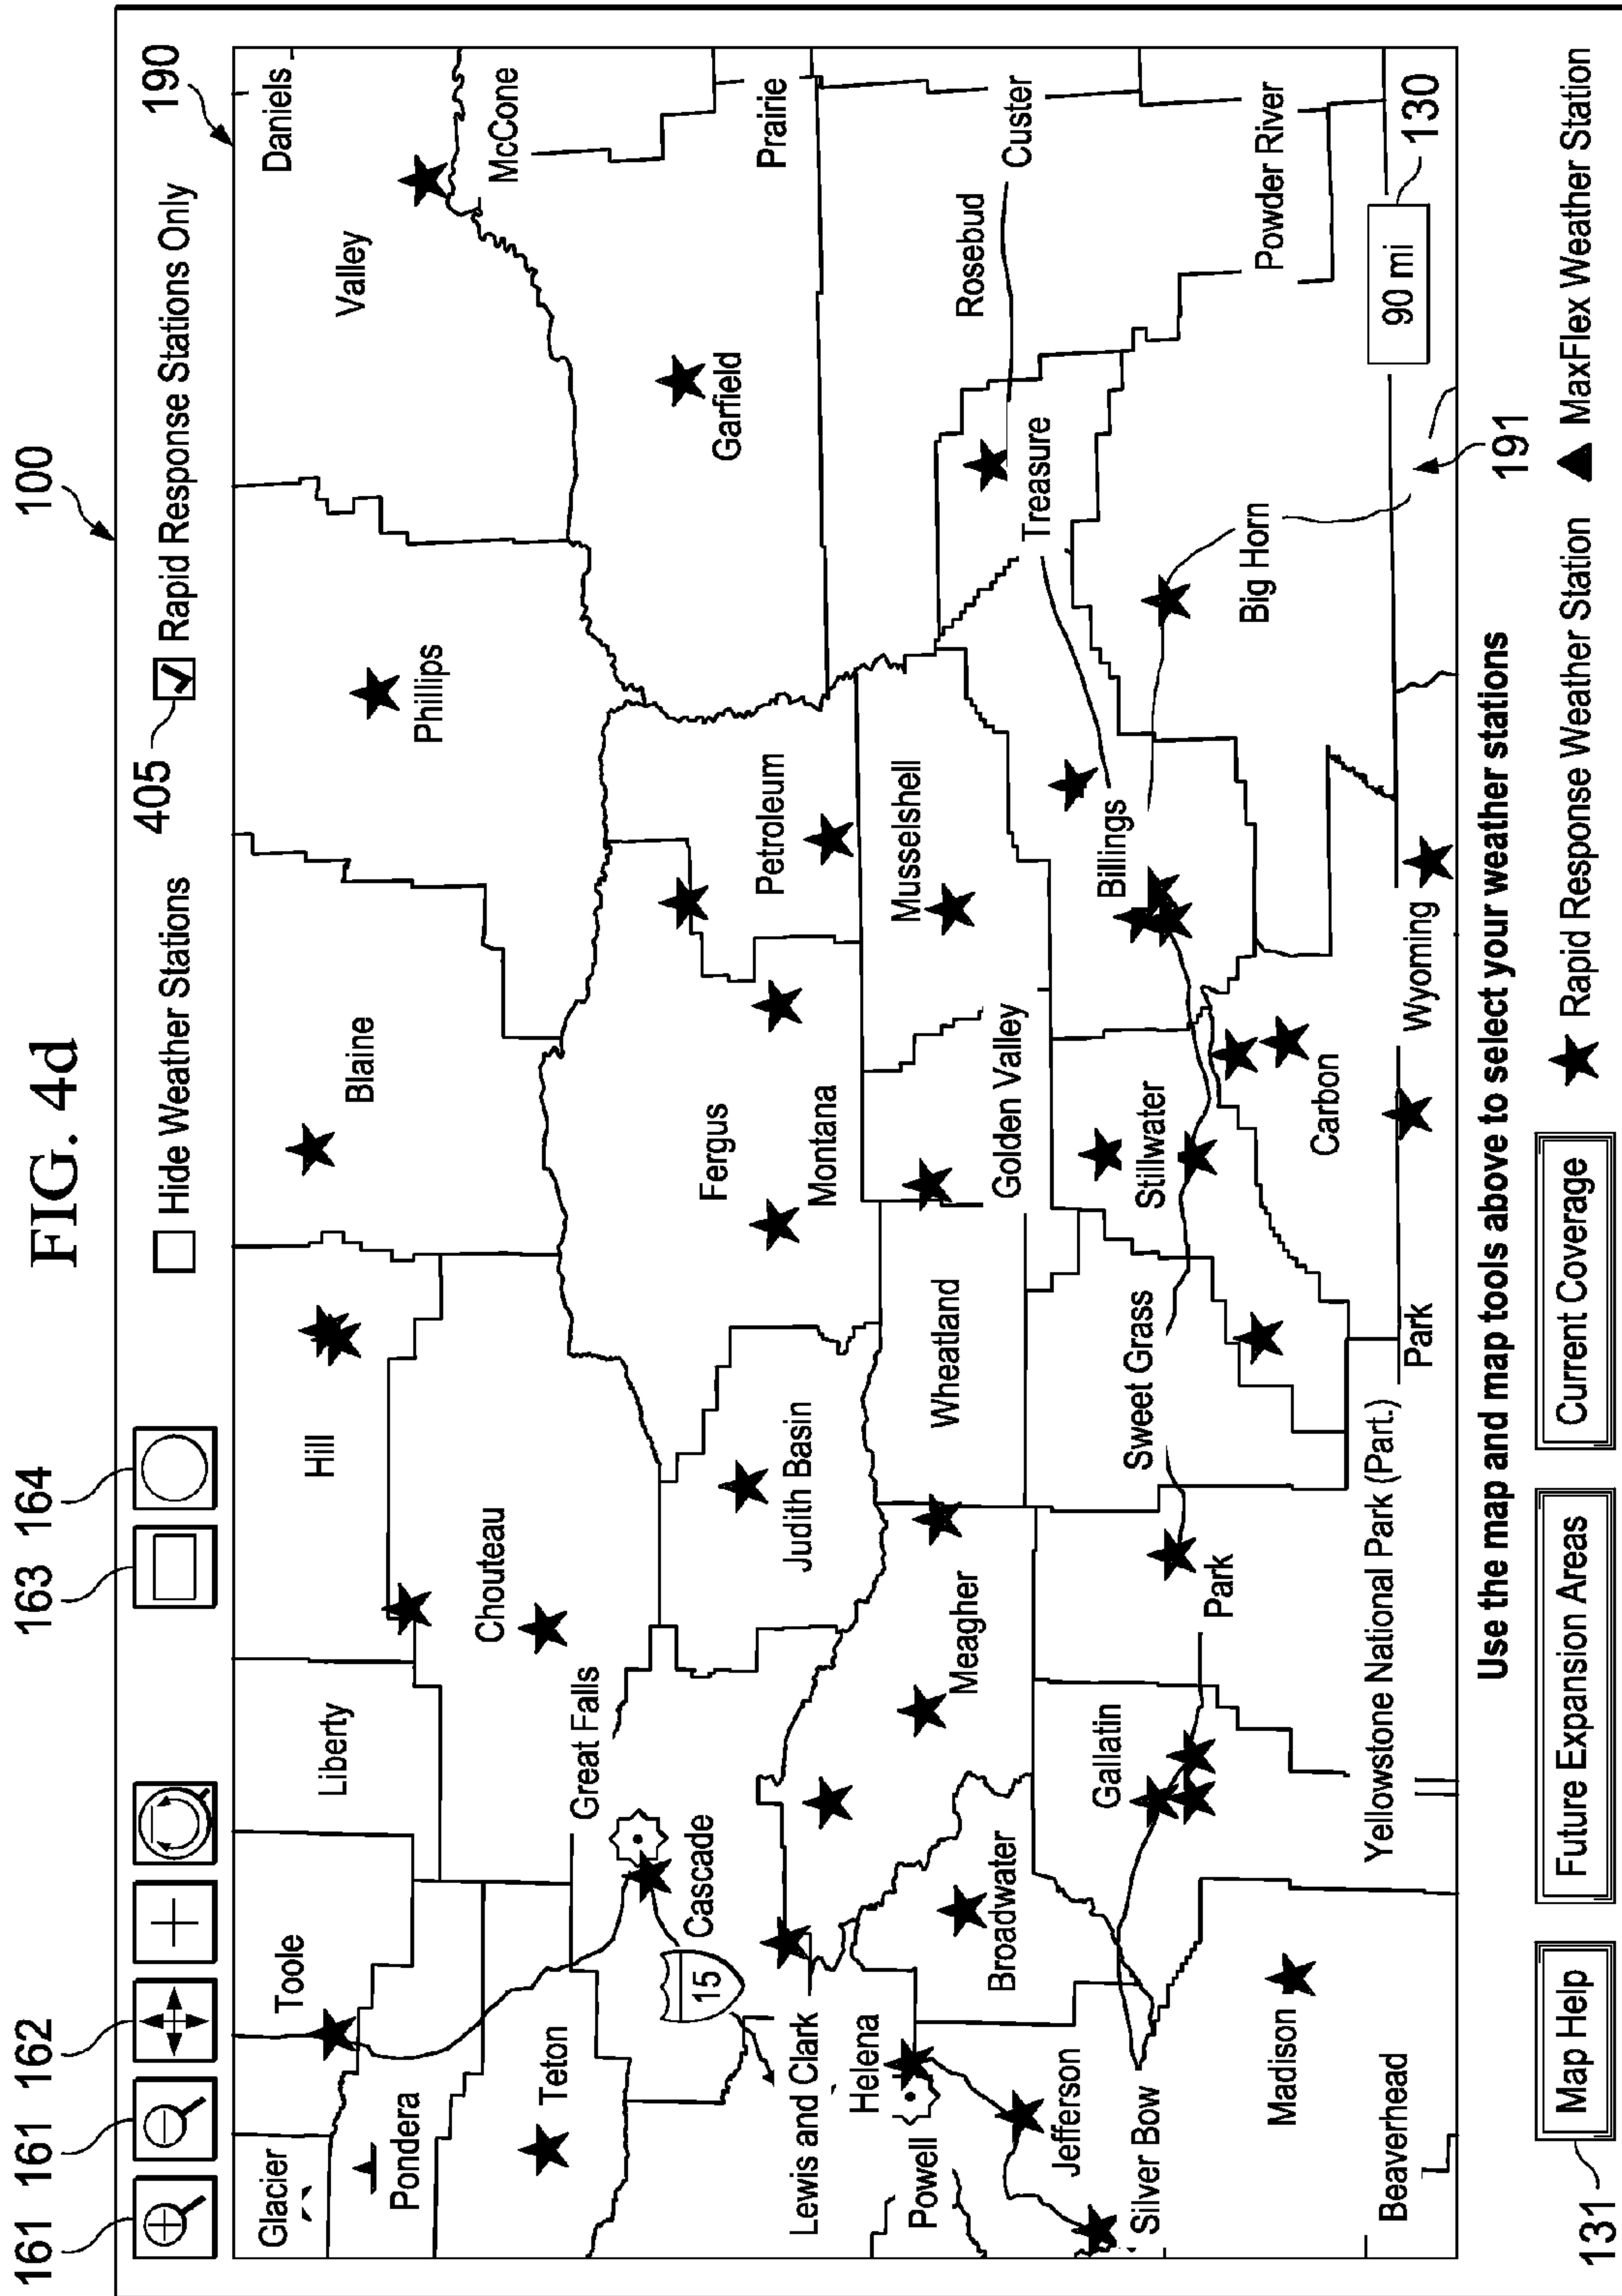 FIG. 4d
100
161
161
162
163
164
405
190
Hide Weather Stations
Rapid Response Stations Only
Glacier
Toole
Liberty
Hill
Blaine
Phillips
Valley
Daniels
Pondera
Chouteau
McCone
Teton
Great Falls
Cascade
15
Judith Basin
Fergus
Montana
Petroleum
Garfield
Prairie
Lewis and Clark
Helena
Powell
Meagher
Wheatland
Golden Valley
Musselshell
Rosebud
Custer
Treasure
Jefferson
Broadwater
Gallatin
Sweet Grass
Stillwater
Billings
Silver Bow
Park
Big Horn
Powder River
Madison
Carbon
Beaverhead
Yellowstone National Park (Part.)
Park
Wyoming
90 mi
130
191
Use the map and map tools above to select your weather stations
131
Map Help
Future Expansion Areas
Current Coverage
Rapid Response Weather Station
MaxFlex Weather Station